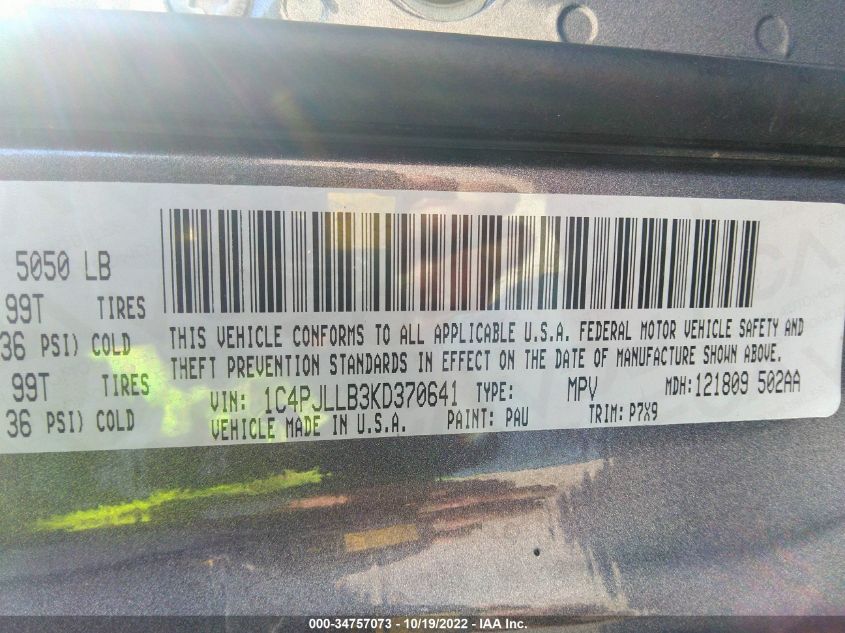 5050 LB
99T TIRES
36 PSI) COLD
99T TIRES
36 PSI) COLD
THIS VEHICLE CONFORMS TO ALL APPLICABLE U.S.A. FEDERAL MOTOR VEHICLE SAFETY AND
THEFT PREVENTION STANDARDS IN EFFECT ON THE DATE OF MANUFACTURE SHOWN ABOVE.
VIN: 1C4PJLLB3KD370641 TYPE: MPV MDH:121809 502AA
VEHICLE MADE IN U.S.A. PAINT: PAU TRIM: P7X9
000-34757073 - 10/19/2022 - IAA Inc.